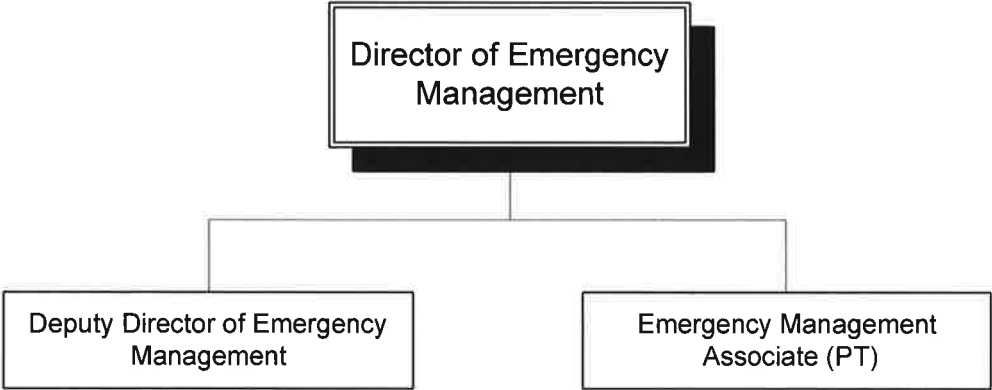 Director of Emergency
Management
Deputy Director of Emergency
Management
Emergency Management
Associate (PT)